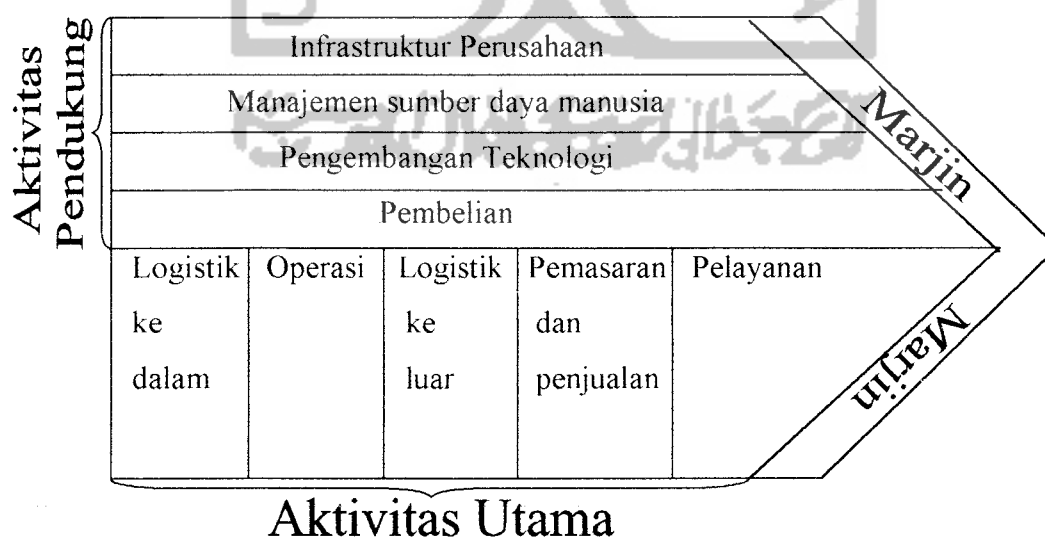 Aktivitas
Pendukung
Infrastruktur Perusahaan
Manajemen sumber daya manusia
Pengembangan Teknologi
Pembelian
Marjin
Logistik
ke
dalam
Operasi
Logistik
ke
luar
Pemasaran
dan
penjualan
Pelayanan
Marjin
Aktivitas Utama